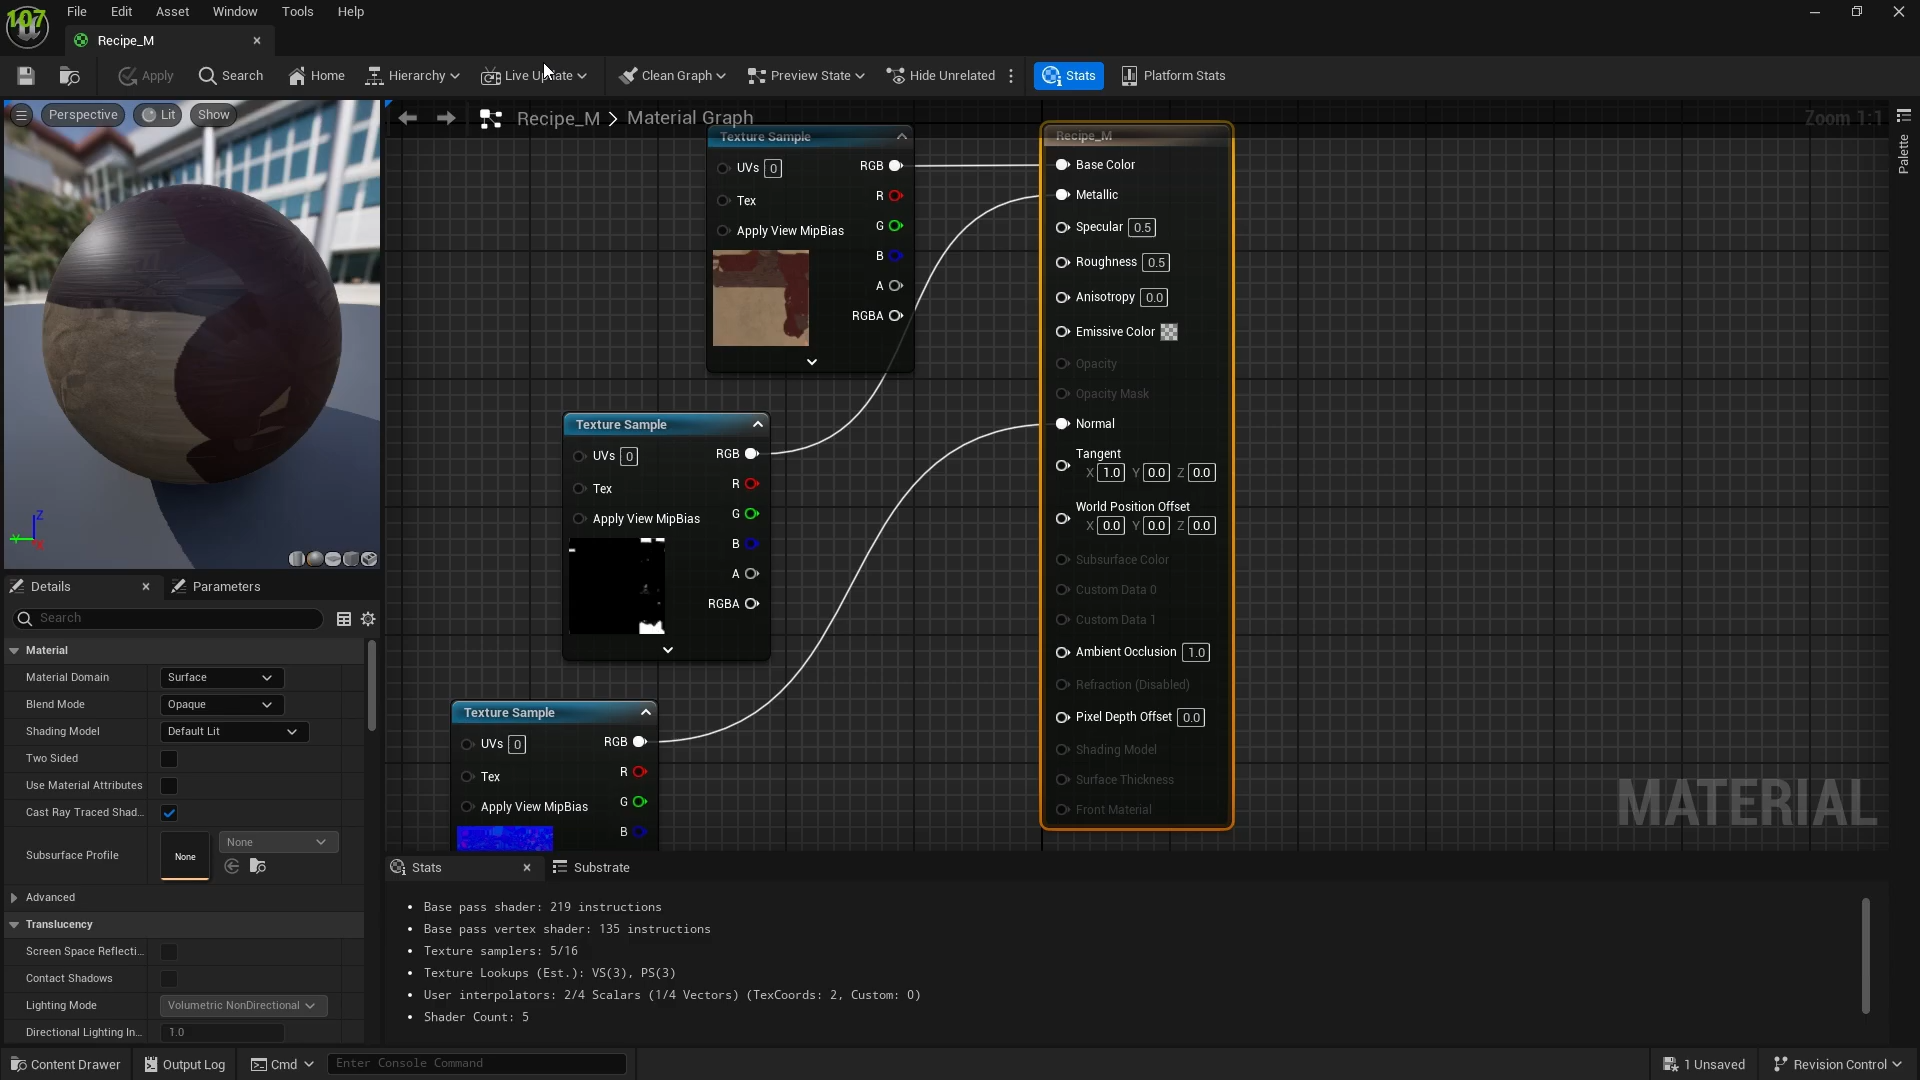 107
File Edit Asset Window Tools Help
Recipe_M
Apply Search Home Hierarchy Live Update Clean Graph Preview State Hide Unrelated Stats Platform Stats
Perspective Lit Show
Recipe_M > Material Graph
Zoom 1:1
Palette
Texture Sample
UVs 0 RGB
R
Tex
G
Apply View MipBias
B
A
RGBA
Texture Sample
UVs 0 RGB
R
Tex
G
Apply View MipBias
B
A
RGBA
Texture Sample
UVs 0 RGB
R
Tex
G
Apply View MipBias
B
Recipe_M
Base Color
Metallic
Specular 0.5
Roughness 0.5
Anisotropy 0.0
Emissive Color
Opacity
Opacity Mask
Normal
Tangent
X 1.0 Y 0.0 Z 0.0
World Position Offset
X 0.0 Y 0.0 Z 0.0
Subsurface Color
Custom Data 0
Custom Data 1
Ambient Occlusion 1.0
Refraction (Disabled)
Pixel Depth Offset 0.0
Shading Model
Surface Thickness
Front Material
MATERIAL
Z
Y
Details Parameters
Search
Material
Material Domain Surface
Blend Mode Opaque
Shading Model Default Lit
Two Sided
Use Material Attributes
Cast Ray Traced Shad...
Subsurface Profile None None
Advanced
Translucency
Screen Space Reflecti...
Contact Shadows
Lighting Mode Volumetric NonDirectional
Directional Lighting In... 1.0
Stats Substrate
• Base pass shader: 219 instructions
• Base pass vertex shader: 135 instructions
• Texture samplers: 5/16
• Texture Lookups (Est.): VS(3), PS(3)
• User interpolators: 2/4 Scalars (1/4 Vectors) (TexCoords: 2, Custom: 0)
• Shader Count: 5
Content Drawer Output Log Cmd Enter Console Command 1 Unsaved Revision Control